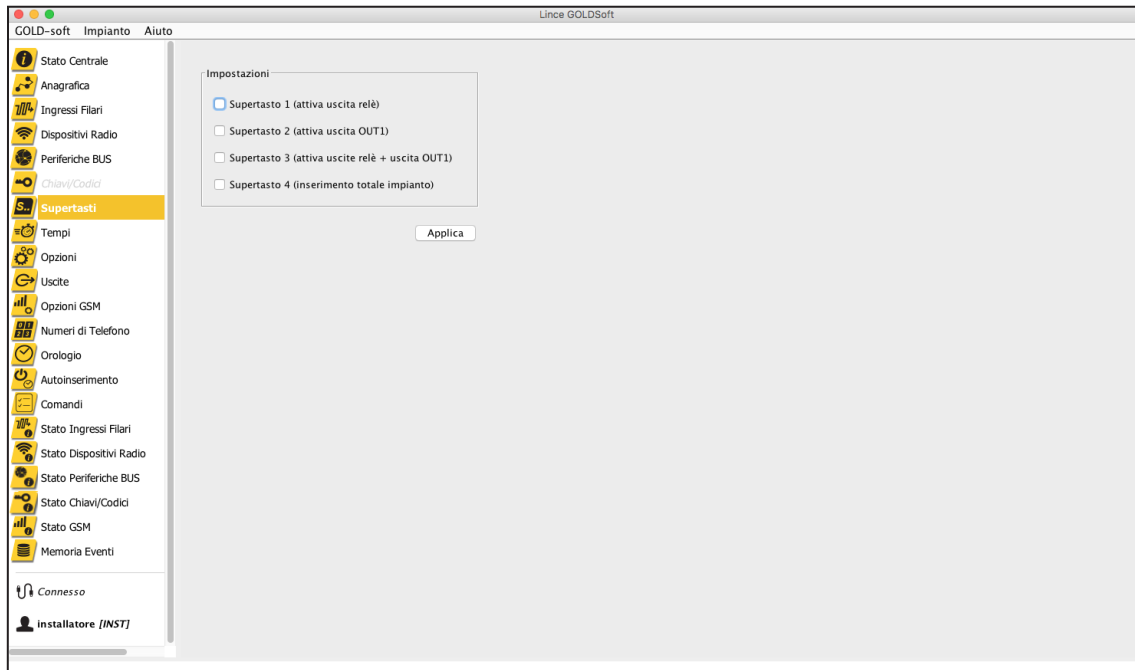 Lince GOLDSoft
GOLD-soft Impianto Aiuto
Stato Centrale
Anagrafica
Ingressi Filari
Dispositivi Radio
Periferiche BUS
Chiavi/Codici
S.. Supertasti
Tempi
Opzioni
Uscite
Opzioni GSM
Numeri di Telefono
Orologio
Autoinserimento
Comandi
Stato Ingressi Filari
Stato Dispositivi Radio
Stato Periferiche BUS
Stato Chiavi/Codici
Stato GSM
Memoria Eventi
Connesso
installatore [INST]
Impostazioni
Supertasto 1 (attiva uscita relè)
Supertasto 2 (attiva uscita OUT1)
Supertasto 3 (attiva uscite relè + uscita OUT1)
Supertasto 4 (inserimento totale impianto)
Applica